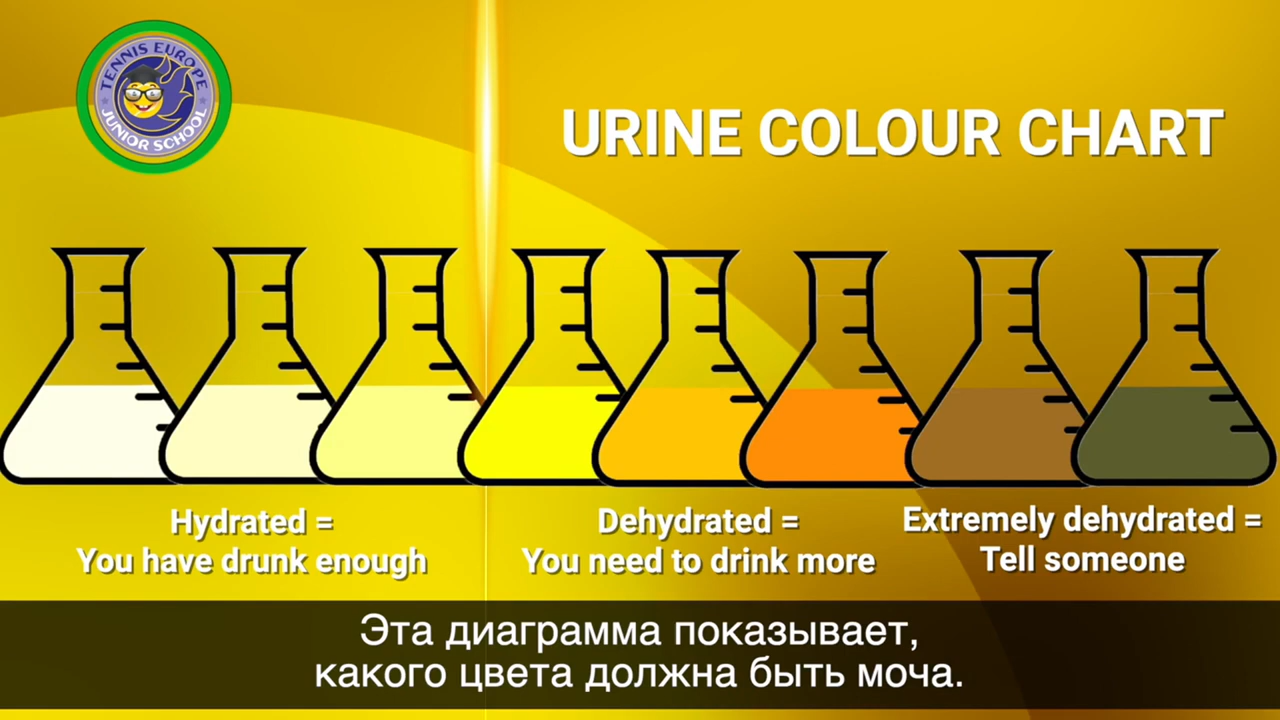 TENNIS EUROPE
JUNIOR SCHOOL
URINE COLOUR CHART
Hydrated =
You have drunk enough
Dehydrated =
You need to drink more
Extremely dehydrated =
Tell someone
Эта диаграмма показывает,
какого цвета должна быть моча.